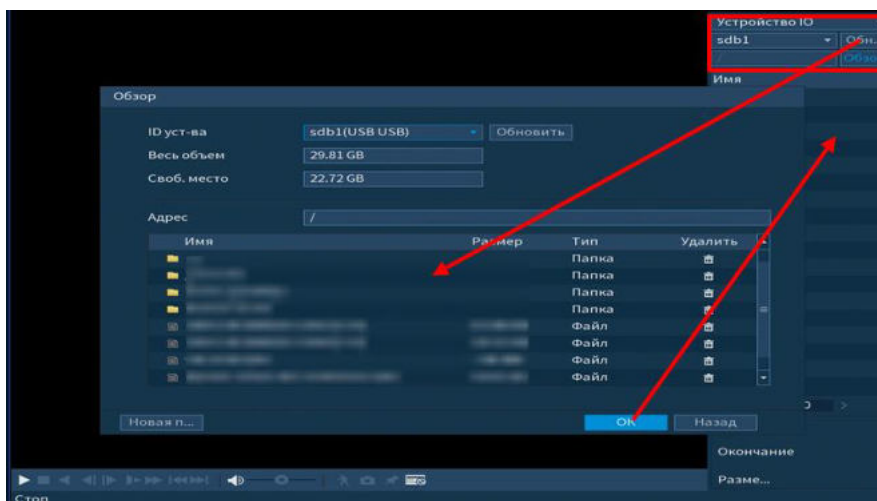 Устройство IO
sdb1 Обн.
/ Обзо
Имя
Обзор
ID уст-ва sdb1(USB USB) Обновить
Весь объем 29.81 GB
Своб. место 22.72 GB
Адрес /
Имя Размер Тип Удалить
Папка
Папка
Папка
Папка
Файл
Файл
Файл
Файл
Новая п... ОК Назад
Окончание
Разме...
Стоп